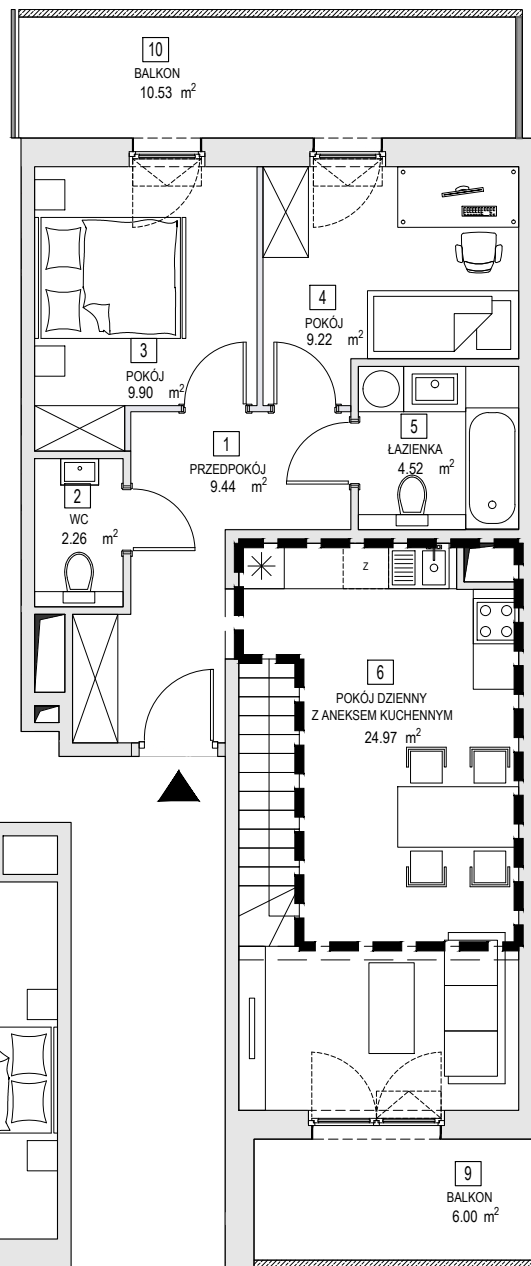 10
BALKON
10.53 m²
3
POKÓJ
9.90 m²
4
POKÓJ
9.22 m²
1
PRZEDPOKÓJ
9.44 m²
5
ŁAZIENKA
4.52 m²
2
WC
2.26 m²
Z
6
POKÓJ DZIENNY
Z ANEKSEM KUCHENNYM
24.97 m²
9
BALKON
6.00 m²